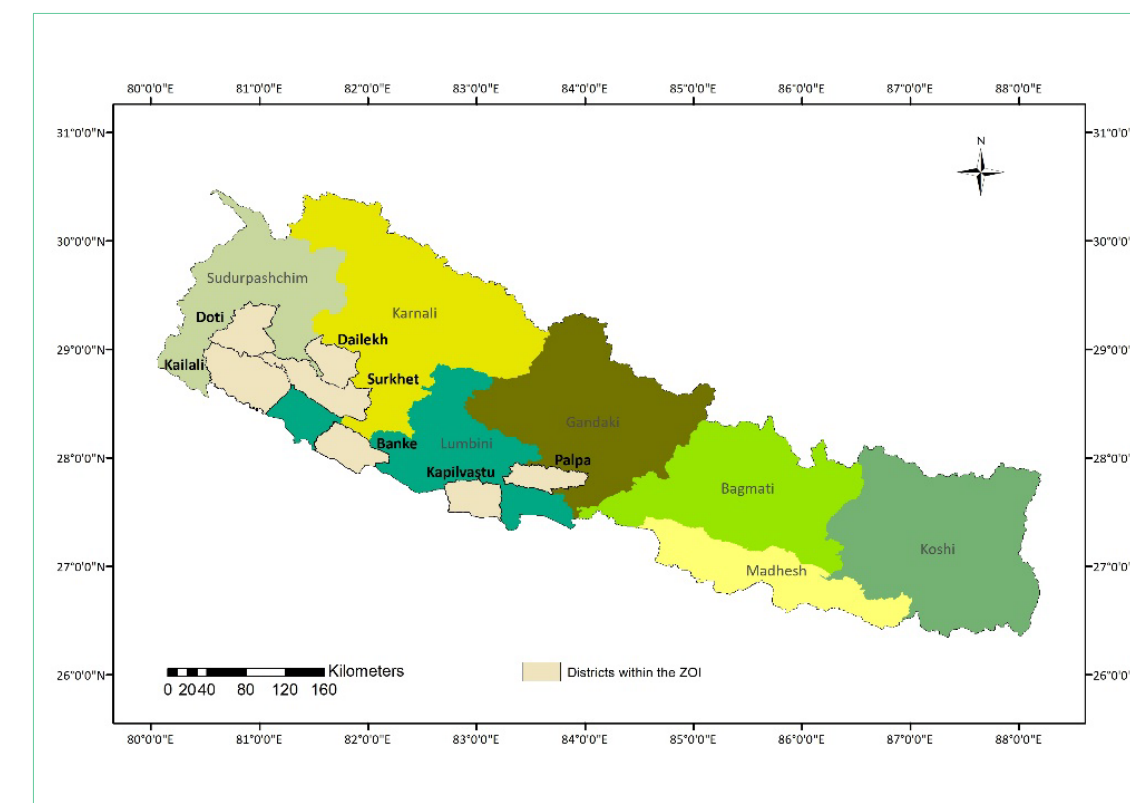 80°0'0"E 81°0'0"E 82°0'0"E 83°0'0"E 84°0'0"E 85°0'0"E 86°0'0"E 87°0'0"E 88°0'0"E
31°0'0"N 31°0'0"
N
30°0'0"N 30°0'0"
Sudurpashchim
Karnali
Doti
Dailekh
29°0'0"N 29°0'0"
Kailali
Surkhet
Gandaki
Banke Lumbini
28°0'0"N Palpa 28°0'0"
Kapilvastu
Bagmati
Koshi
27°0'0"N Madhesh 27°0'0"
Kilometers
Districts within the ZOI
26°0'0"N 26°0'0"
0 20 40 80 120 160
80°0'0"E 81°0'0"E 82°0'0"E 83°0'0"E 84°0'0"E 85°0'0"E 86°0'0"E 87°0'0"E 88°0'0"E